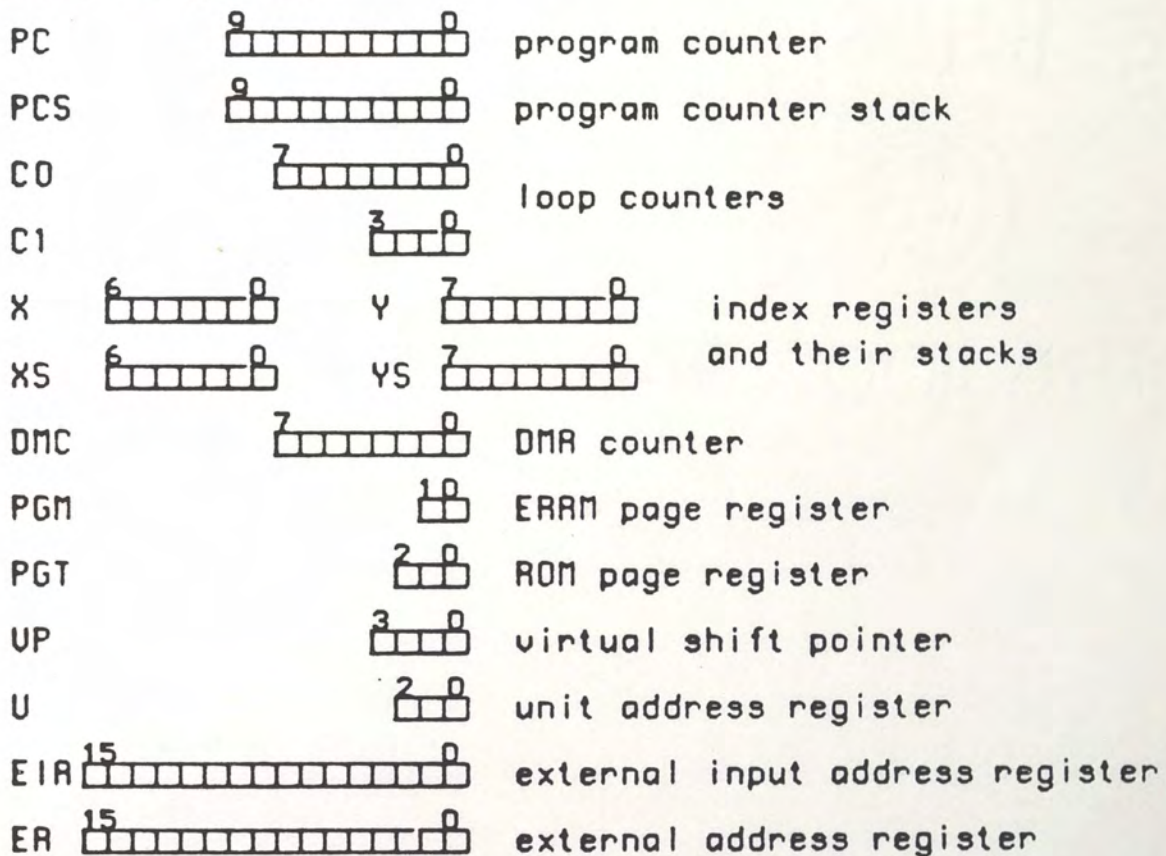 PC 9 0 program counter
PCS 9 0 program counter stack
C0 7 0
loop counters
C1 3 0
X 6 0 Y 7 0 index registers
and their stacks
XS 6 0 YS 7 0
DMC 7 0 DMA counter
PGM 1 0 ERAM page register
PGT 2 0 ROM page register
VP 3 0 virtual shift pointer
U 2 0 unit address register
EIA 15 0 external input address register
EA 15 0 external address register